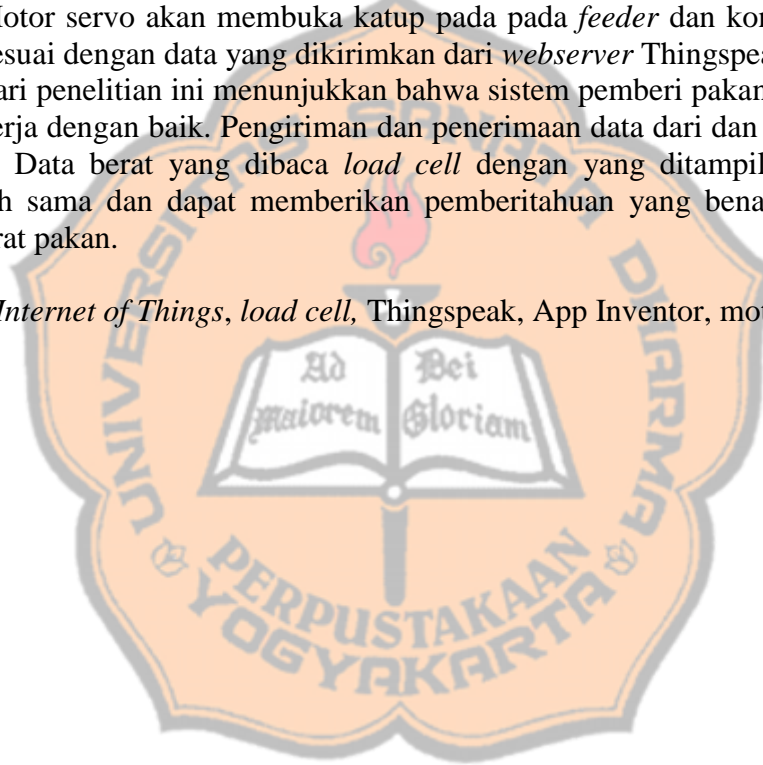 Motor servo akan membuka katup pada pada feeder dan kon
esuai dengan data yang dikirimkan dari webserver Thingspea
ari penelitian ini menunjukkan bahwa sistem pemberi pakan
erja dengan baik. Pengiriman dan penerimaan data dari dan
Data berat yang dibaca load cell dengan yang ditampil
h sama dan dapat memberikan pemberitahuan yang bena
rat pakan.
Internet of Things, load cell, Thingspeak, App Inventor, mot
UNIVERSITAS SANATA DHARMA
Ad Dei
Maiorem Gloriam
PERPUSTAKAAN
YOGYAKARTA